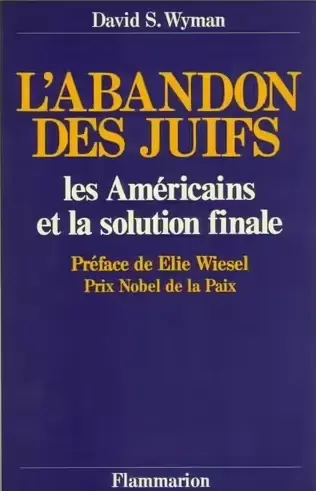 David S. Wyman
L'ABANDON
DES JUIFS
les Américains
et la solution finale
Préface de Elie Wiesel
Prix Nobel de la Paix
Flammarion